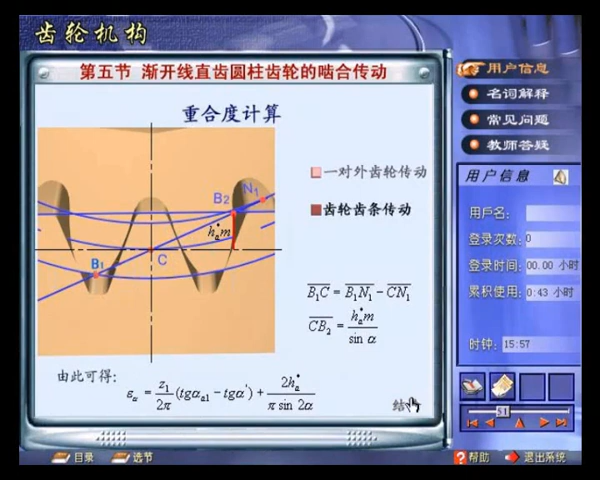 齿轮机构
第五节 渐开线直齿圆柱齿轮的啮合传动
重合度计算
B₂
N₁
hₐ*m
C
B₁
一对外齿轮传动
齿轮齿条传动
B₁C = B₁N₁ − CN₁
CB₂ = hₐ*m / sin α
由此可得:
εα = z₁/2π (tgαa1 − tgα') + 2hₐ*/π sin 2α
结
用户信息
名词解释
常见问题
教师答疑
用户信息
用戶名:
登录次数: 0
登录时间: 00.00 小时
累积使用: 0:43 小时
时钟: 15:57
51
目录
选节
帮助
退出系统